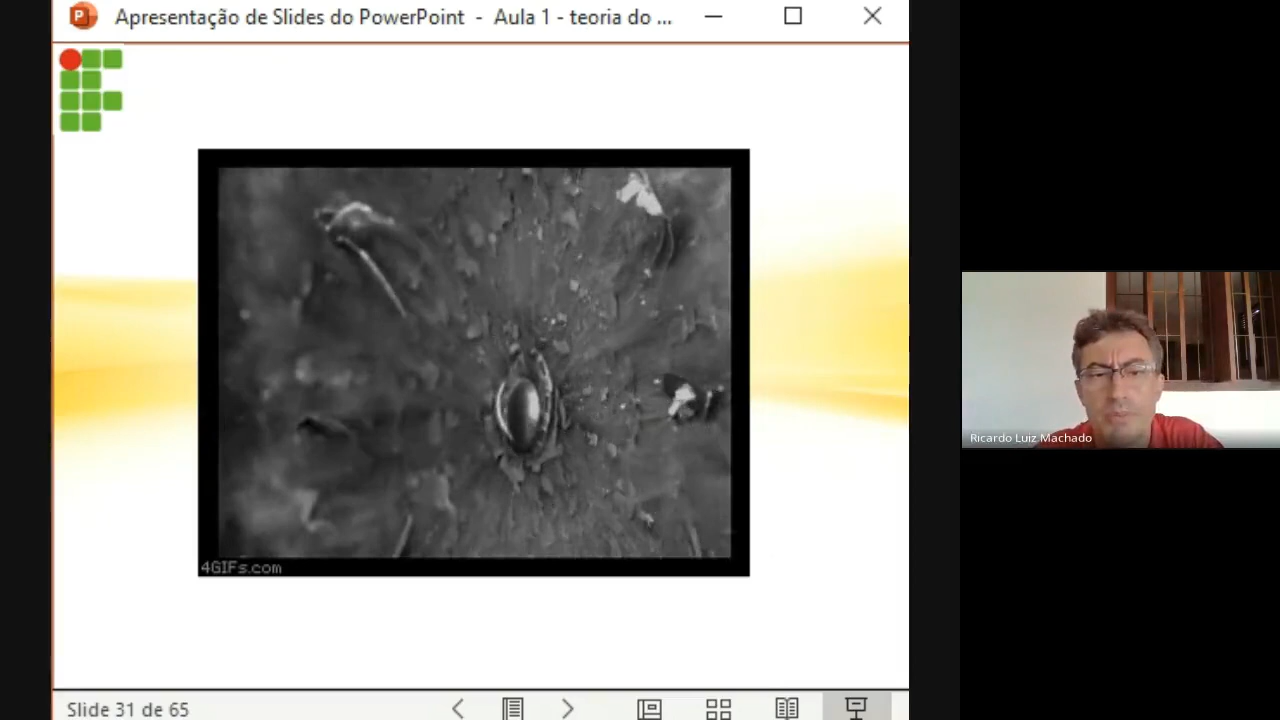 Apresentação de Slides do PowerPoint - Aula 1 - teoria do ...
4GIFs.com
Ricardo Luiz Machado
Slide 31 de 65